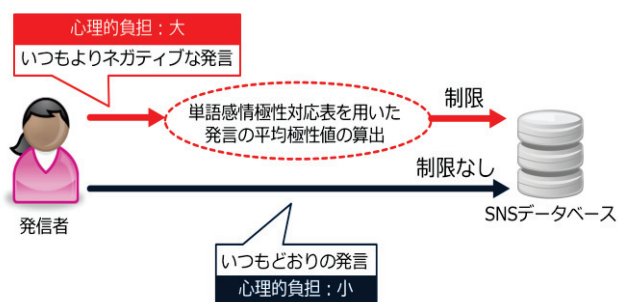 心理的負担：大
いつもよりネガティブな発言
単語感情極性対応表を用いた
発言の平均極性値の算出
制限
制限なし
発信者
SNSデータベース
いつもどおりの発言
心理的負担：小